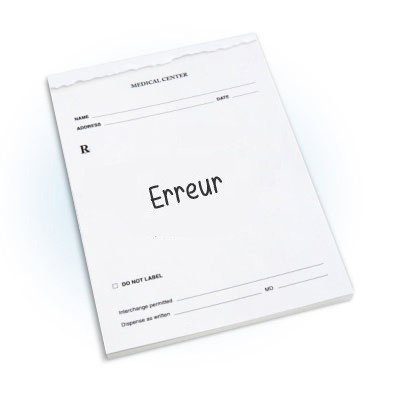 MEDICAL CENTER
NAME
ADDRESS DATE
R
Erreur
DO NOT LABEL
Interchange permitted
Dispense as written MD